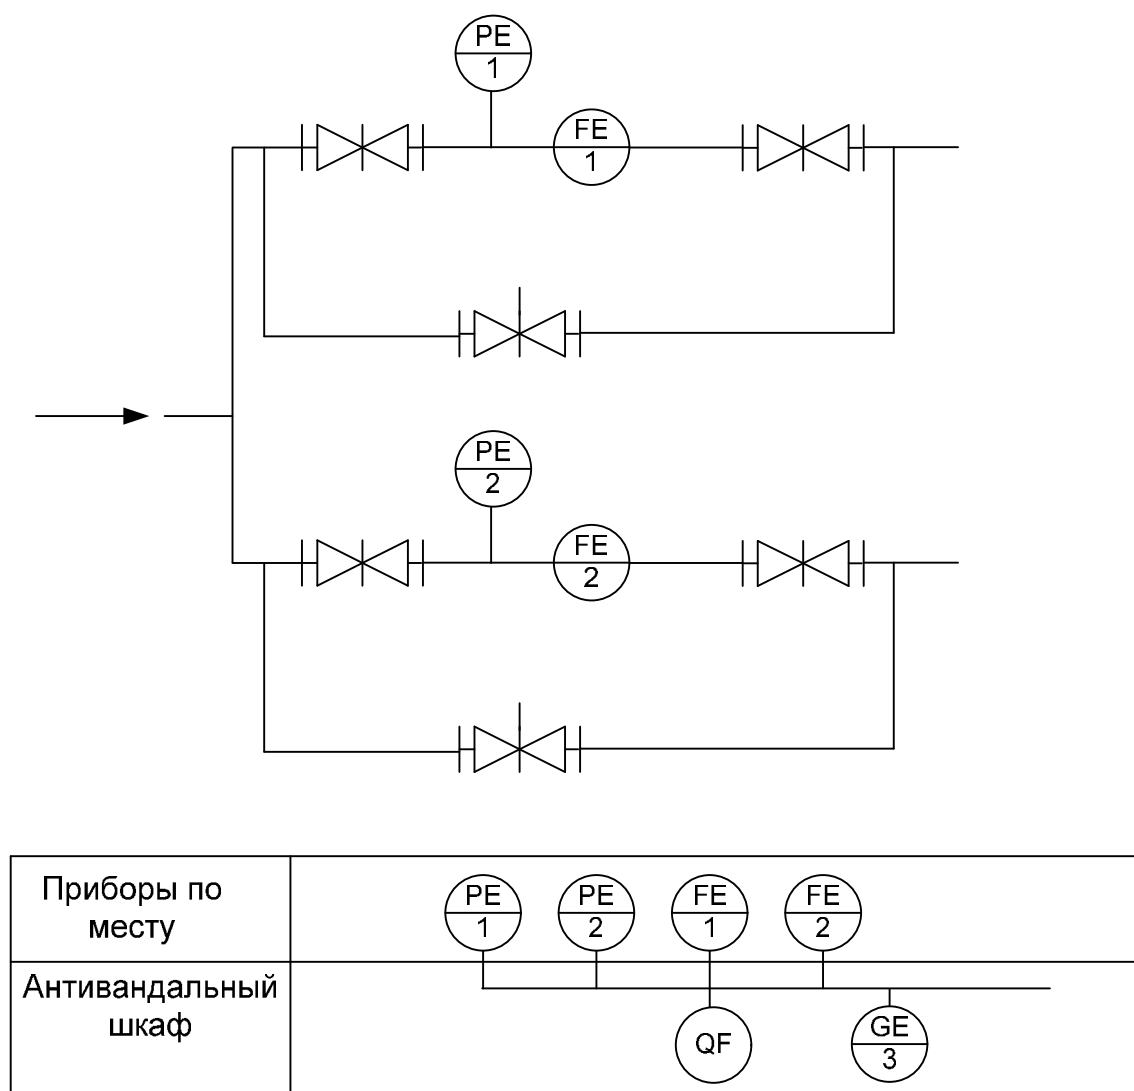 PE
1
FE
1
PE
2
FE
2
Приборы по
месту
PE
1
PE
2
FE
1
FE
2
Антивандальный
шкаф
QF
GE
3